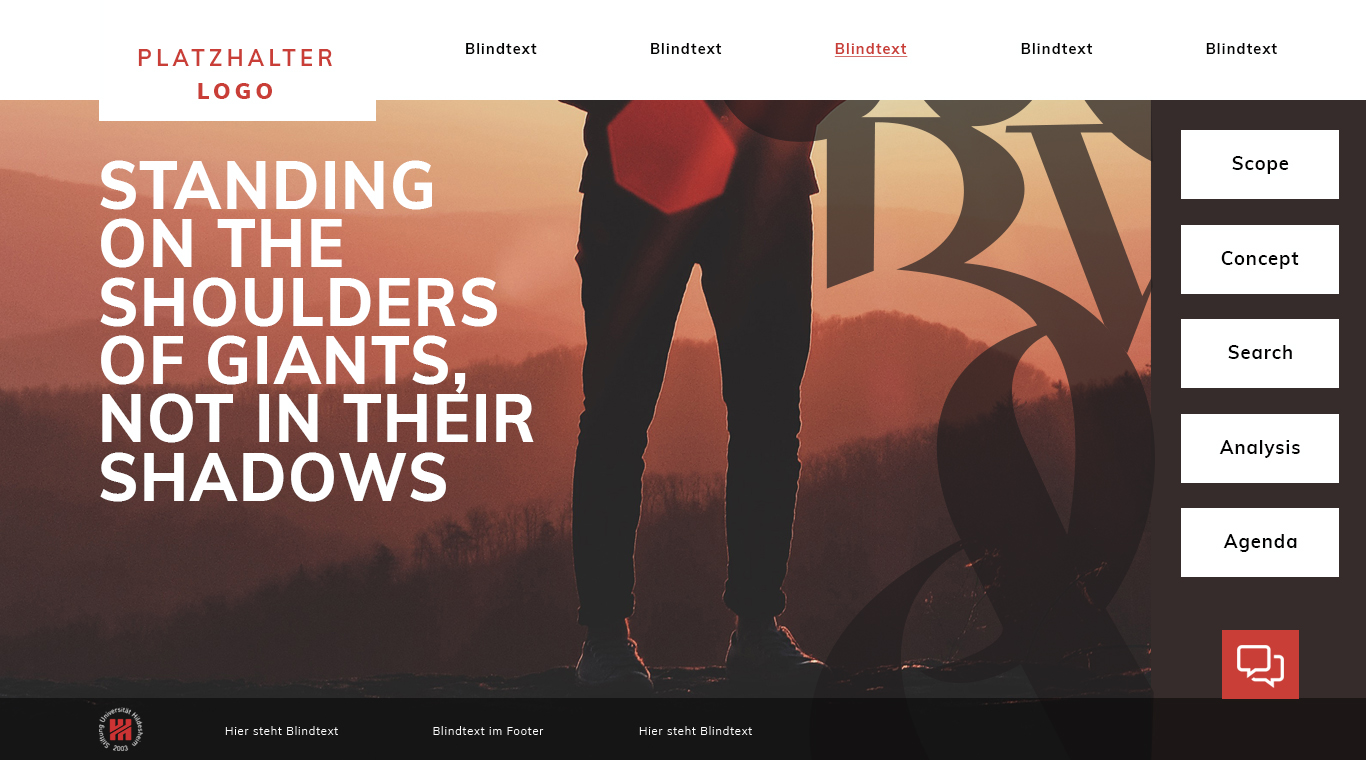 PLATZHALTER
LOGO
Blindtext
Blindtext
Blindtext
Blindtext
Blindtext
STANDING
ON THE
SHOULDERS
OF GIANTS,
NOT IN THEIR
SHADOWS
Scope
Concept
Search
Analysis
Agenda
Stiftung Universität Hildesheim
2003
Hier steht Blindtext
Blindtext im Footer
Hier steht Blindtext